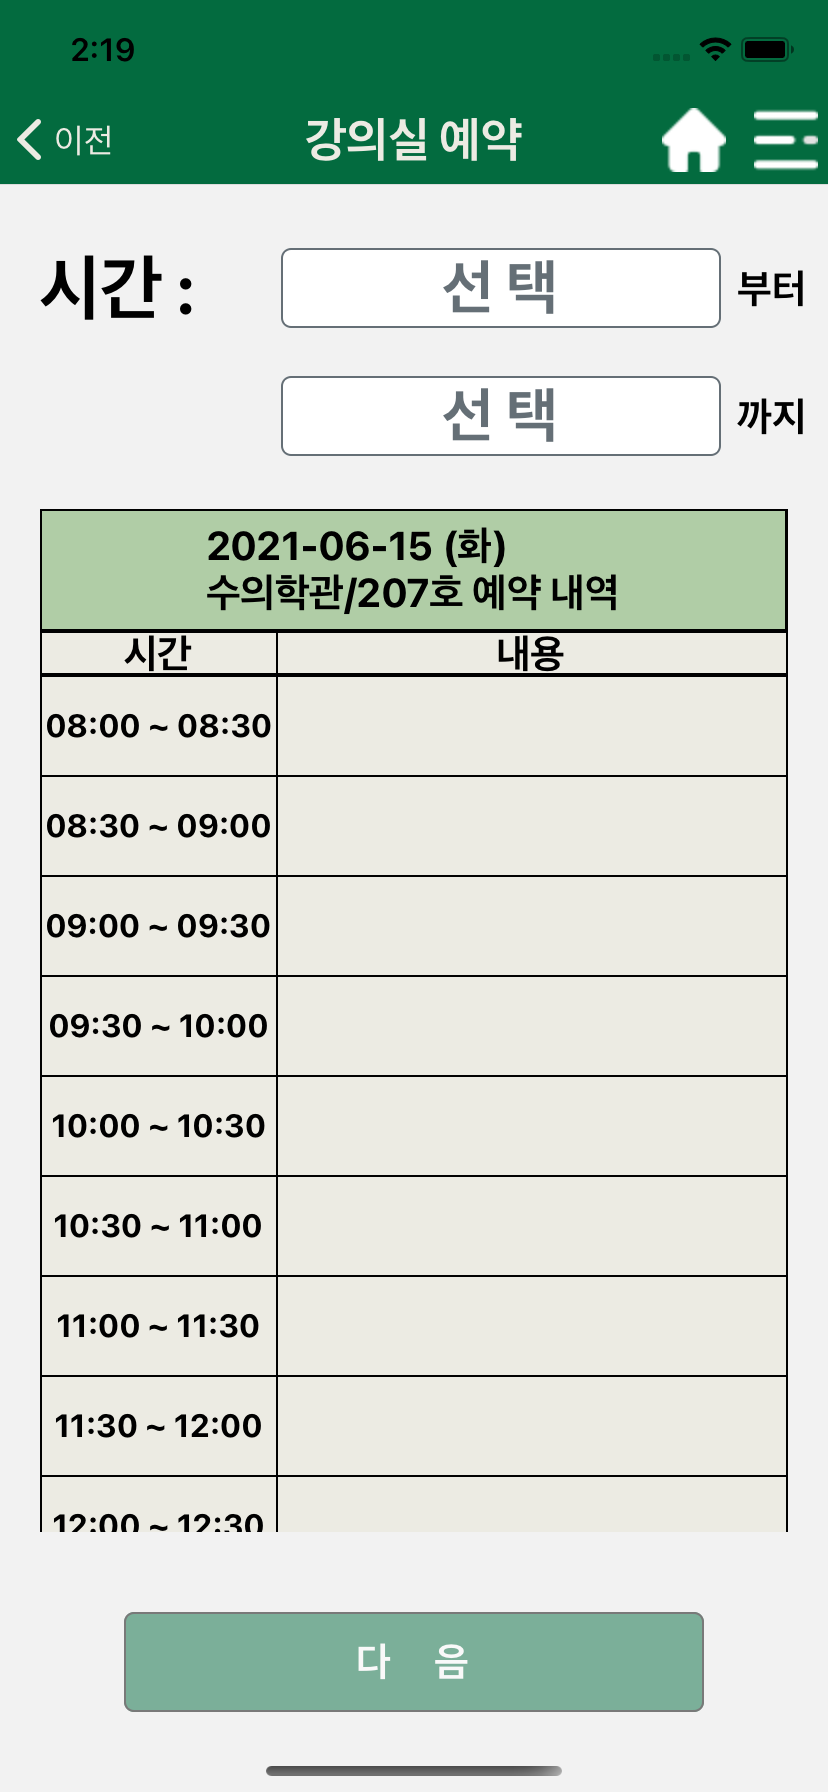 2:19
이전
강의실 예약
시간 :
선 택
부터
선 택
까지
2021-06-15 (화)
수의학관/207호 예약 내역
시간
내용
08:00 ~ 08:30
08:30 ~ 09:00
09:00 ~ 09:30
09:30 ~ 10:00
10:00 ~ 10:30
10:30 ~ 11:00
11:00 ~ 11:30
11:30 ~ 12:00
12:00 ~ 12:30
다 음